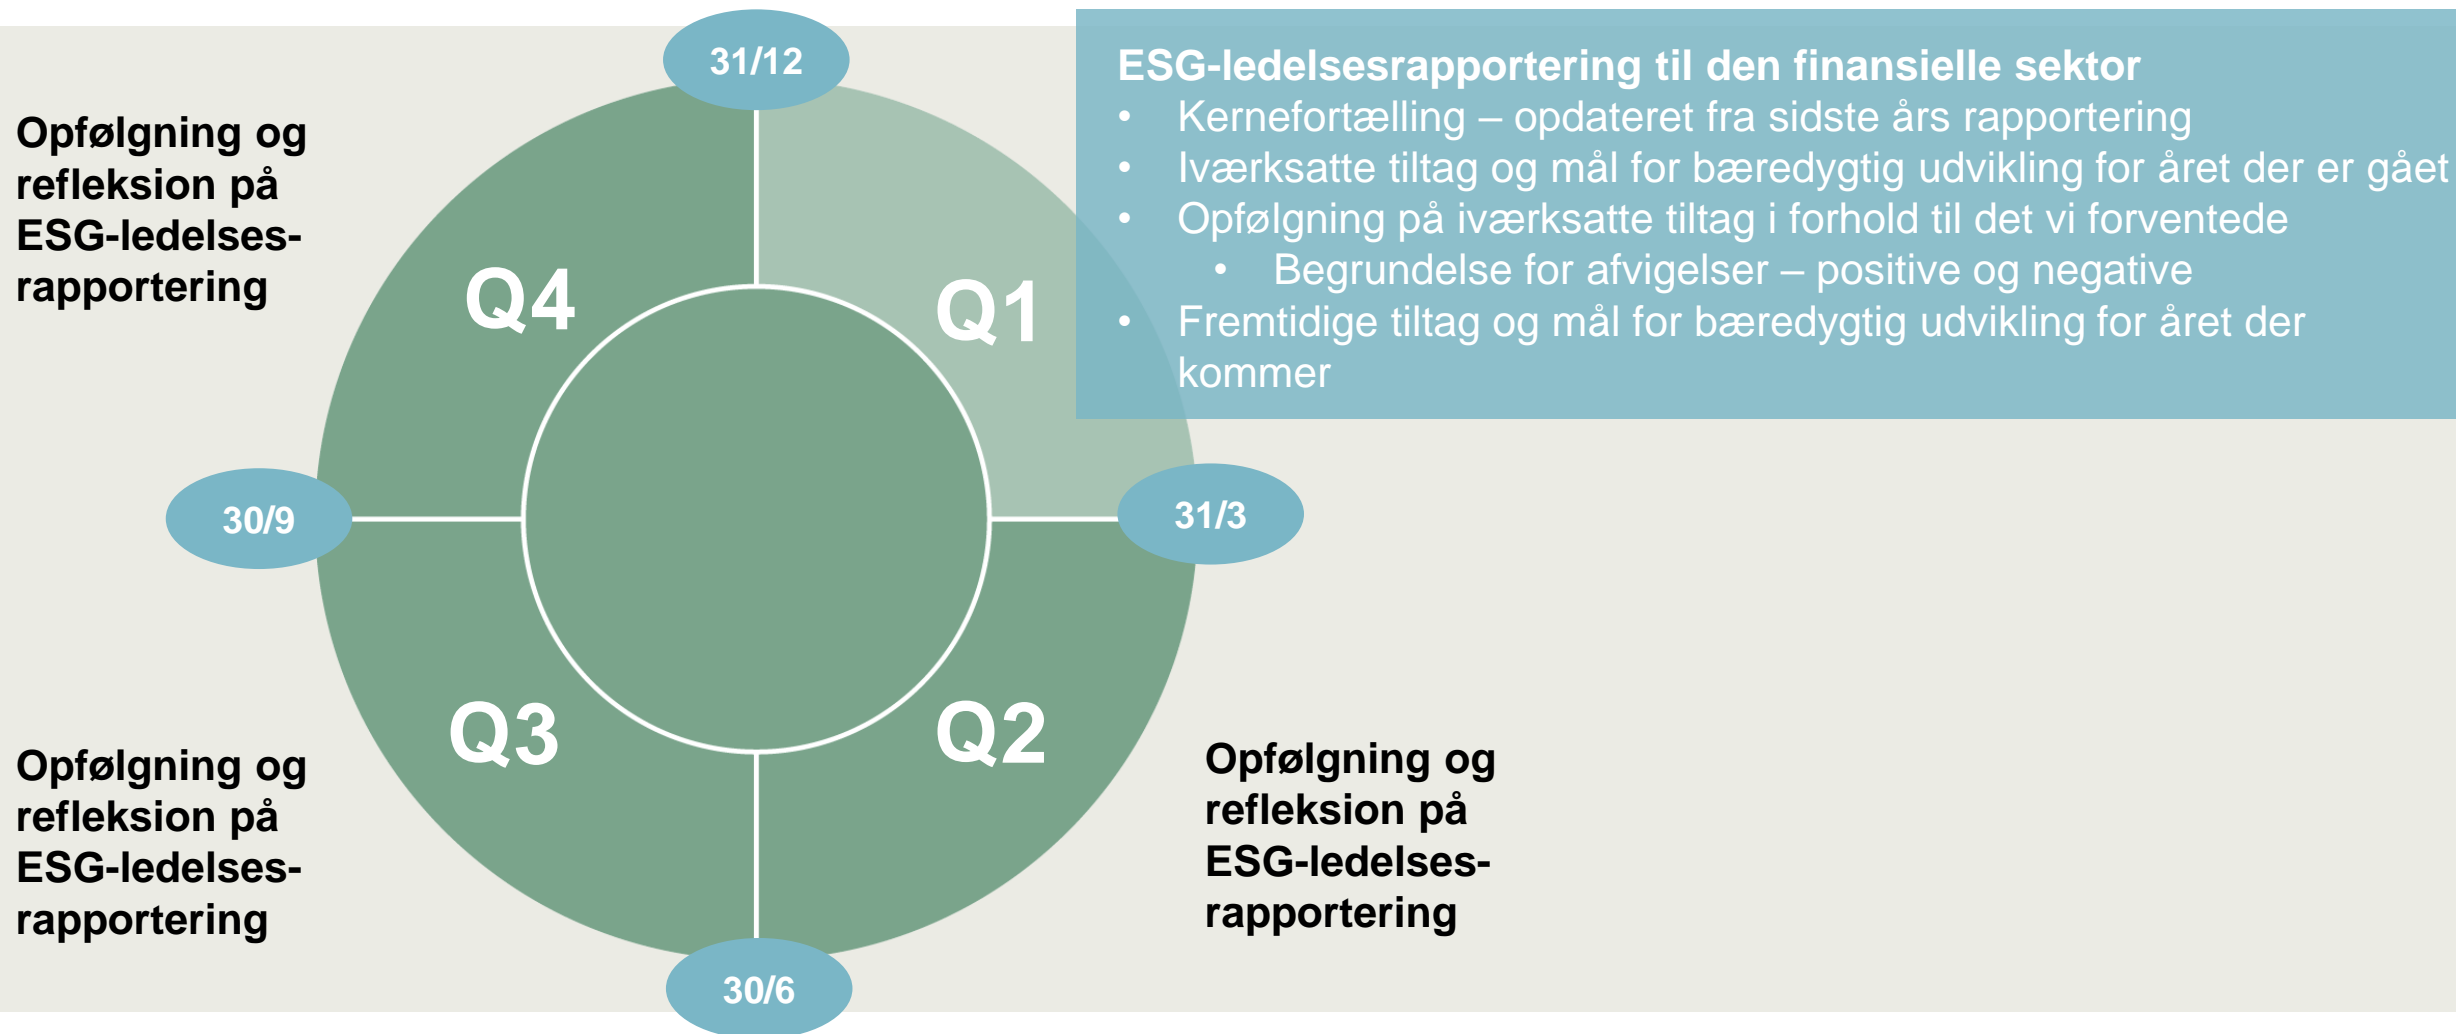 31/12
ESG-ledelsesrapportering til den finansielle sektor
• Kernefortælling – opdateret fra sidste års rapportering
• Iværksatte tiltag og mål for bæredygtig udvikling for året der er gået
• Opfølgning på iværksatte tiltag i forhold til det vi forventede
• Begrundelse for afvigelser – positive og negative
• Fremtidige tiltag og mål for bæredygtig udvikling for året der
kommer
Opfølgning og
refleksion på
ESG-ledelses-
rapportering
Q4
Q1
30/9
31/3
Q3
Q2
Opfølgning og
refleksion på
ESG-ledelses-
rapportering
Opfølgning og
refleksion på
ESG-ledelses-
rapportering
30/6